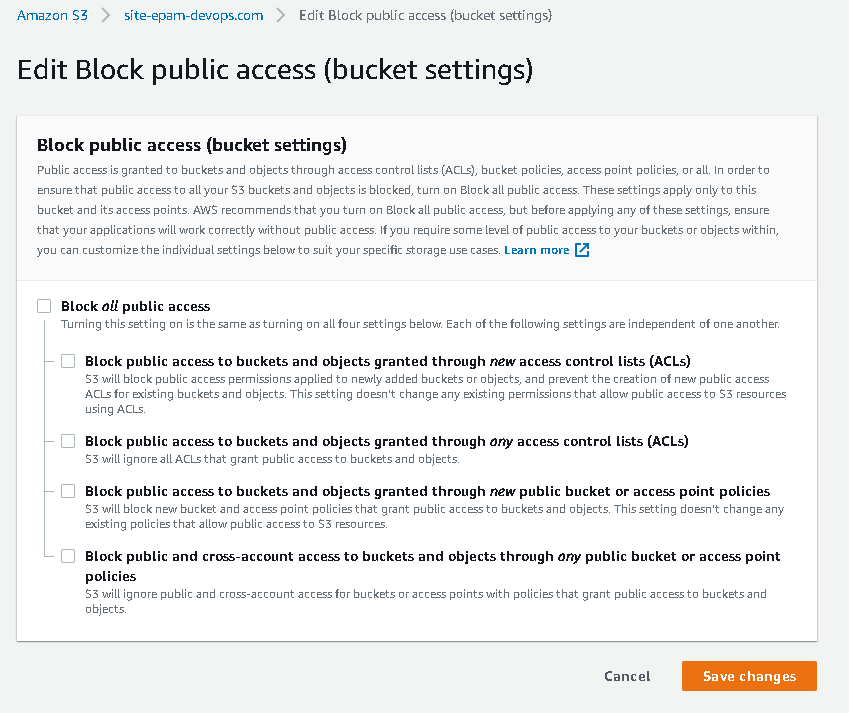 Amazon S3 > site-epam-devops.com > Edit Block public access (bucket settings)
Edit Block public access (bucket settings)
Block public access (bucket settings)
Public access is granted to buckets and objects through access control lists (ACLs), bucket policies, access point policies, or all. In order to
ensure that public access to all your S3 buckets and objects is blocked, turn on Block all public access. These settings apply only to this
bucket and its access points. AWS recommends that you turn on Block all public access, but before applying any of these settings, ensure
that your applications will work correctly without public access. If you require some level of public access to your buckets or objects within,
you can customize the individual settings below to suit your specific storage use cases. Learn more
Block all public access
Turning this setting on is the same as turning on all four settings below. Each of the following settings are independent of one another.
Block public access to buckets and objects granted through new access control lists (ACLs)
S3 will block public access permissions applied to newly added buckets or objects, and prevent the creation of new public access
ACLs for existing buckets and objects. This setting doesn't change any existing permissions that allow public access to S3 resources
using ACLs.
Block public access to buckets and objects granted through any access control lists (ACLs)
S3 will ignore all ACLs that grant public access to buckets and objects.
Block public access to buckets and objects granted through new public bucket or access point policies
S3 will block new bucket and access point policies that grant public access to buckets and objects. This setting doesn't change any
existing policies that allow public access to S3 resources.
Block public and cross-account access to buckets and objects through any public bucket or access point
policies
S3 will ignore public and cross-account access for buckets or access points with policies that grant public access to buckets and
objects.
Cancel Save changes